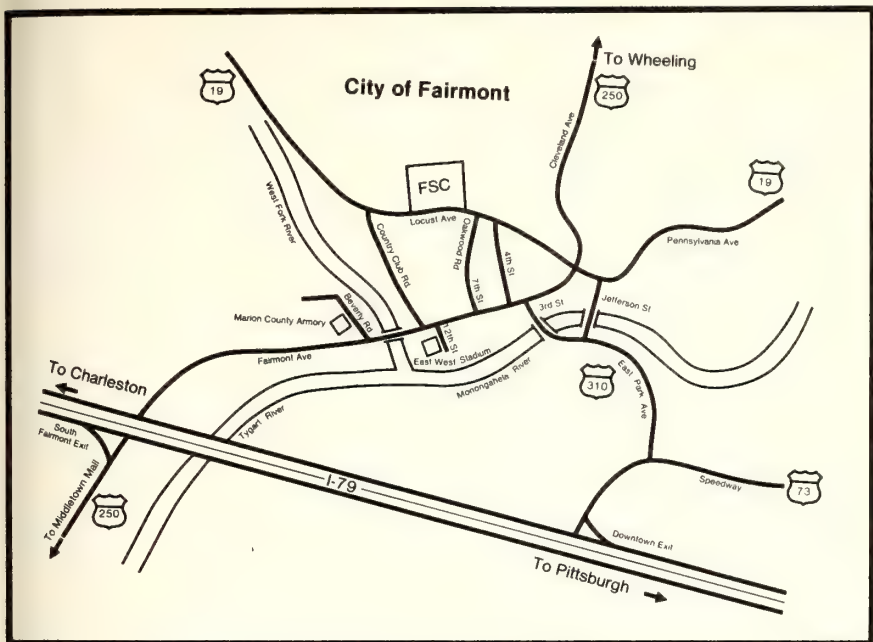 City of Fairmont
To Wheeling
250
19
Cleveland Ave
19
Pennsylvania Ave
FSC
Locust Ave
West Fork River
Country Club Rd.
Oakwood Rd
7th St
4th St
3rd St
Jefferson St
Beverly Rd
Marion County Armory
12th St
East West Stadium
Fairmont Ave
Monongahela River
310
East Park Ave
To Charleston
South
Fairmont Exit
Tygart River
I-79
Speedway
73
To Middletown Mall
250
Downtown Exit
To Pittsburgh